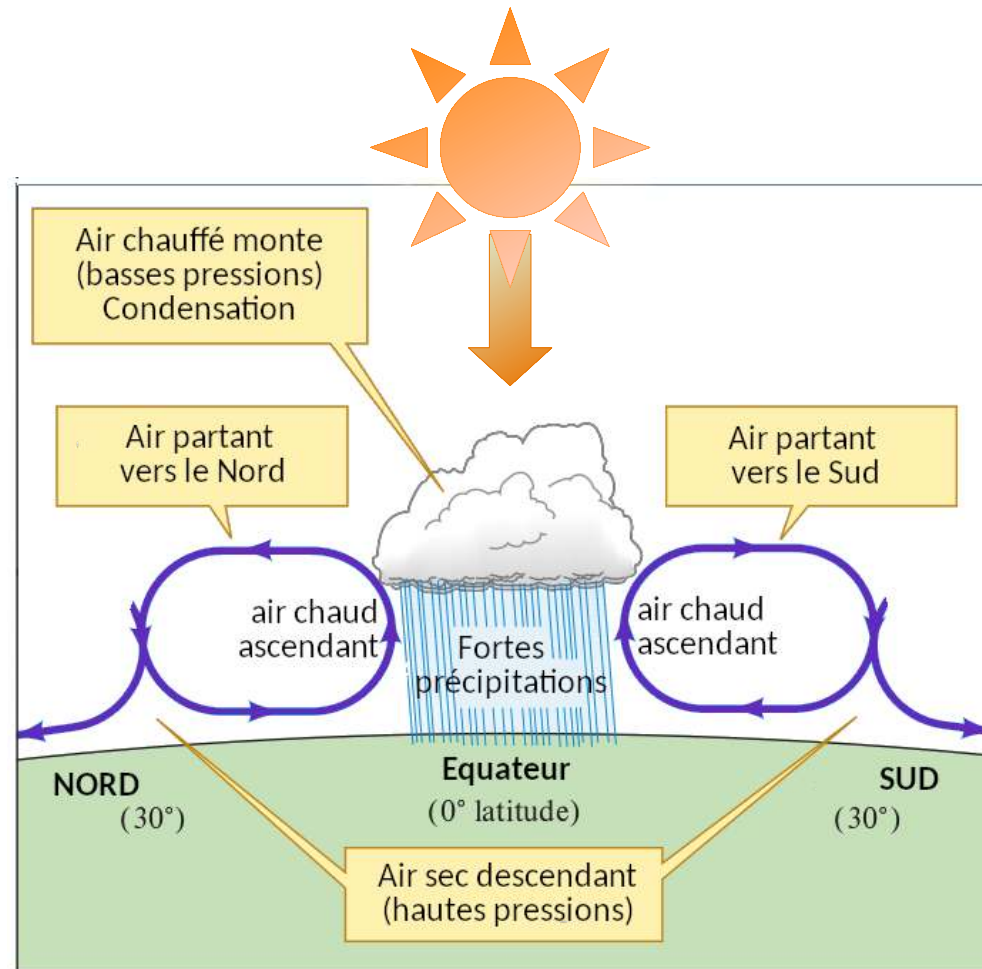 Air chauffé monte
(basses pressions)
Condensation
Air partant
vers le Nord
Air partant
vers le Sud
air chaud
ascendant
air chaud
ascendant
Fortes
précipitations
NORD
(30°)
Equateur
(0° latitude)
SUD
(30°)
Air sec descendant
(hautes pressions)